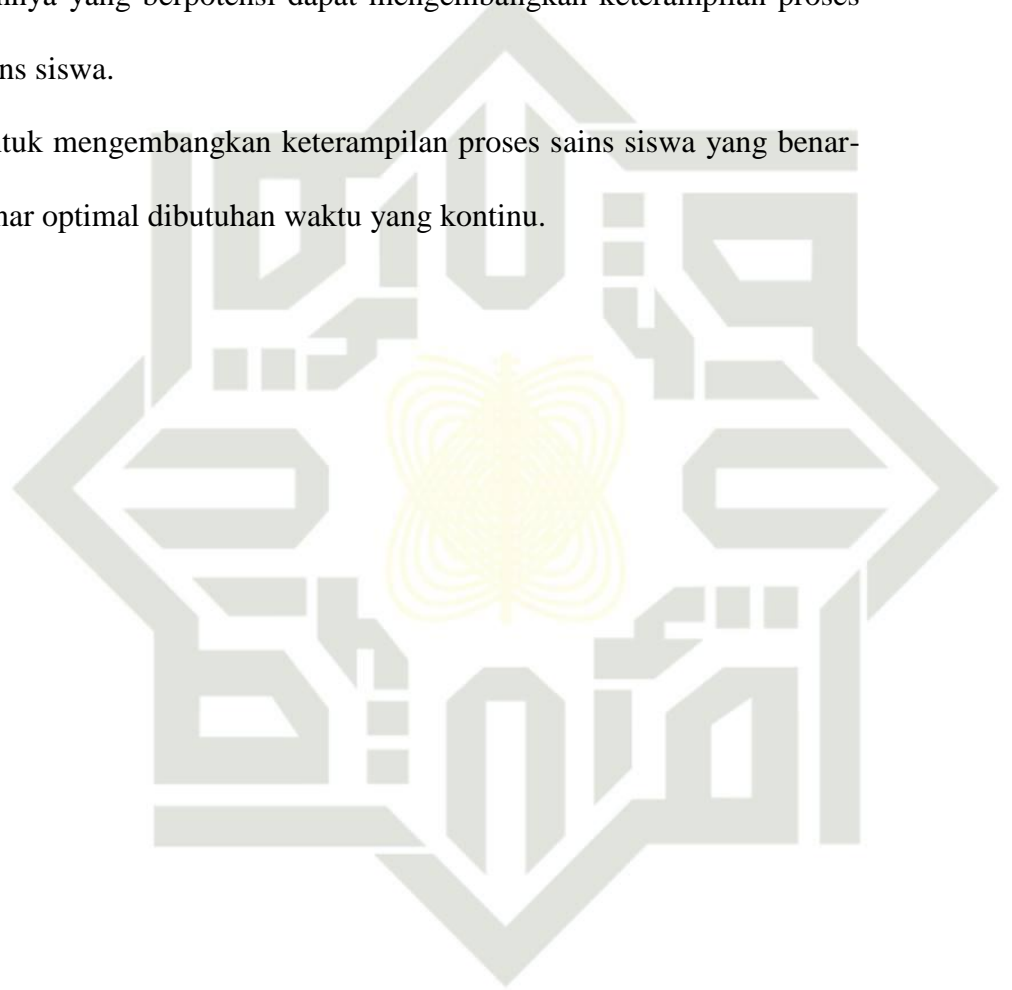 nnya yang berpotensi dapat mengembangkan keterampilan proses
ns siswa.
tuk mengembangkan keterampilan proses sains siswa yang benar-
nar optimal dibutuhan waktu yang kontinu.